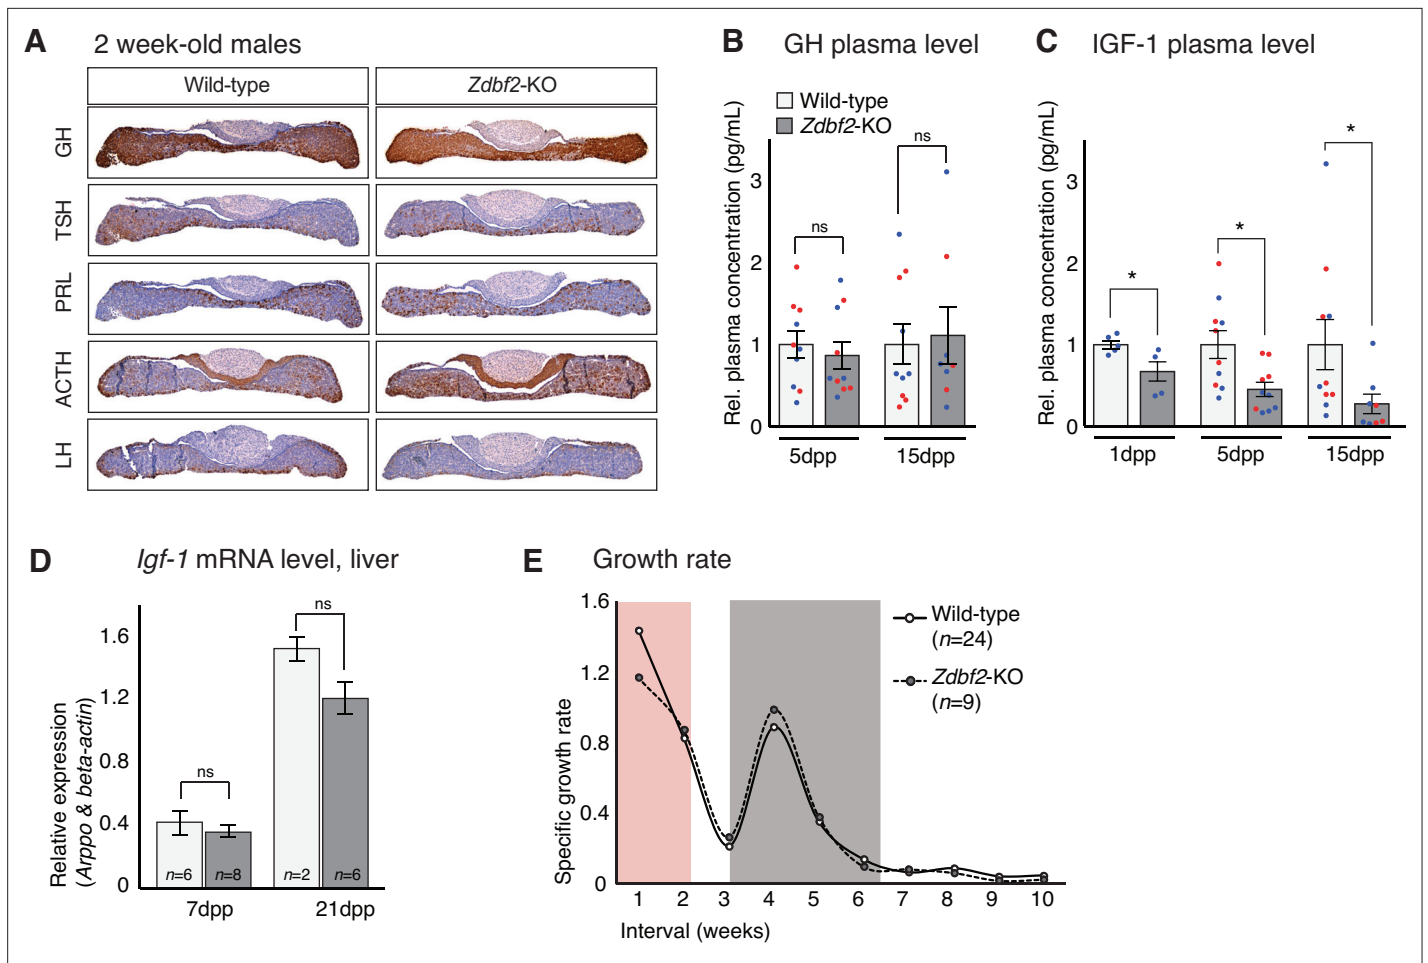 A 2 week-old males
Wild-type
Zdbf2-KO
GH
TSH
PRL
ACTH
LH
B GH plasma level
Wild-type
Zdbf2-KO
Rel. plasma concentration (pg/mL)
3
2
1
0
ns
ns
5dpp
15dpp
C IGF-1 plasma level
Rel. plasma concentration (pg/mL)
3
2
1
0
*
*
*
1dpp
5dpp
15dpp
D Igf-1 mRNA level, liver
Relative expression
(Arppo & beta-actin)
1.6
1.2
0.8
0.4
0
ns
ns
n=6
n=8
n=2
n=6
7dpp
21dpp
E Growth rate
Specific growth rate
1.6
1.2
0.8
0.4
0
1 2 3 4 5 6 7 8 9 10
Interval (weeks)
Wild-type
(n=24)
Zdbf2-KO
(n=9)